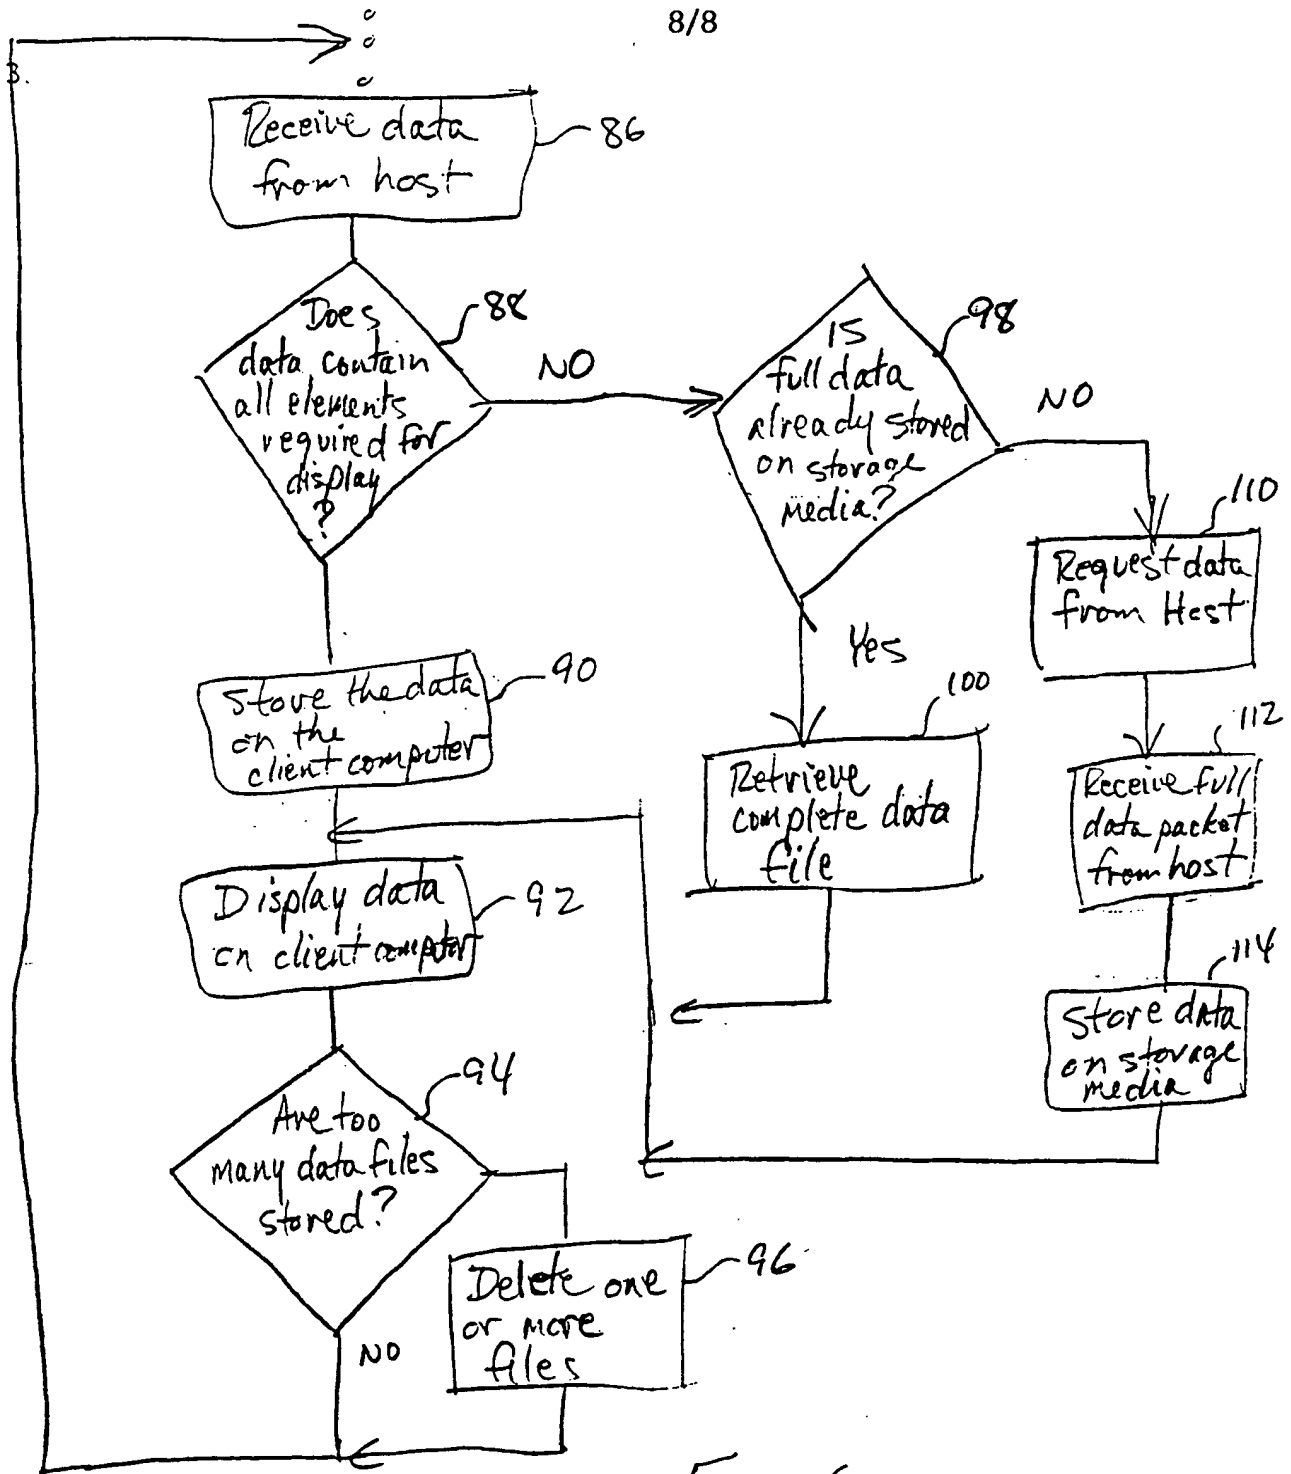 8/8
3.
Receive data
from host
86
Does
data contain
all elements
required for
display
?
88
NO
Is
full data
already stored
on storage
media?
98
NO
Yes
110
Request data
from Host
Store the data
on the
client computer
90
100
Retrieve
complete data
file
112
Receive full
data packet
from host
Display data
on client computer
92
114
Store data
on storage
media
Are too
many data files
stored?
94
NO
Delete one
or more
files
96